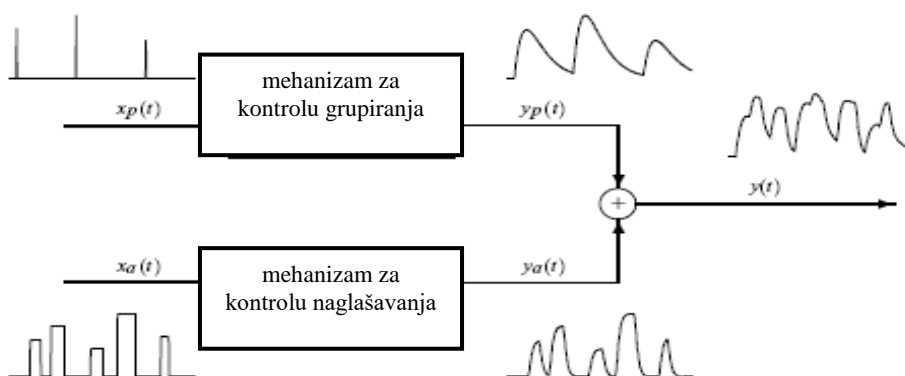 mehanizam za
kontrolu grupiranja
xp(t)
yp(t)
y(t)
+
mehanizam za
kontrolu naglašavanja
xa(t)
ya(t)